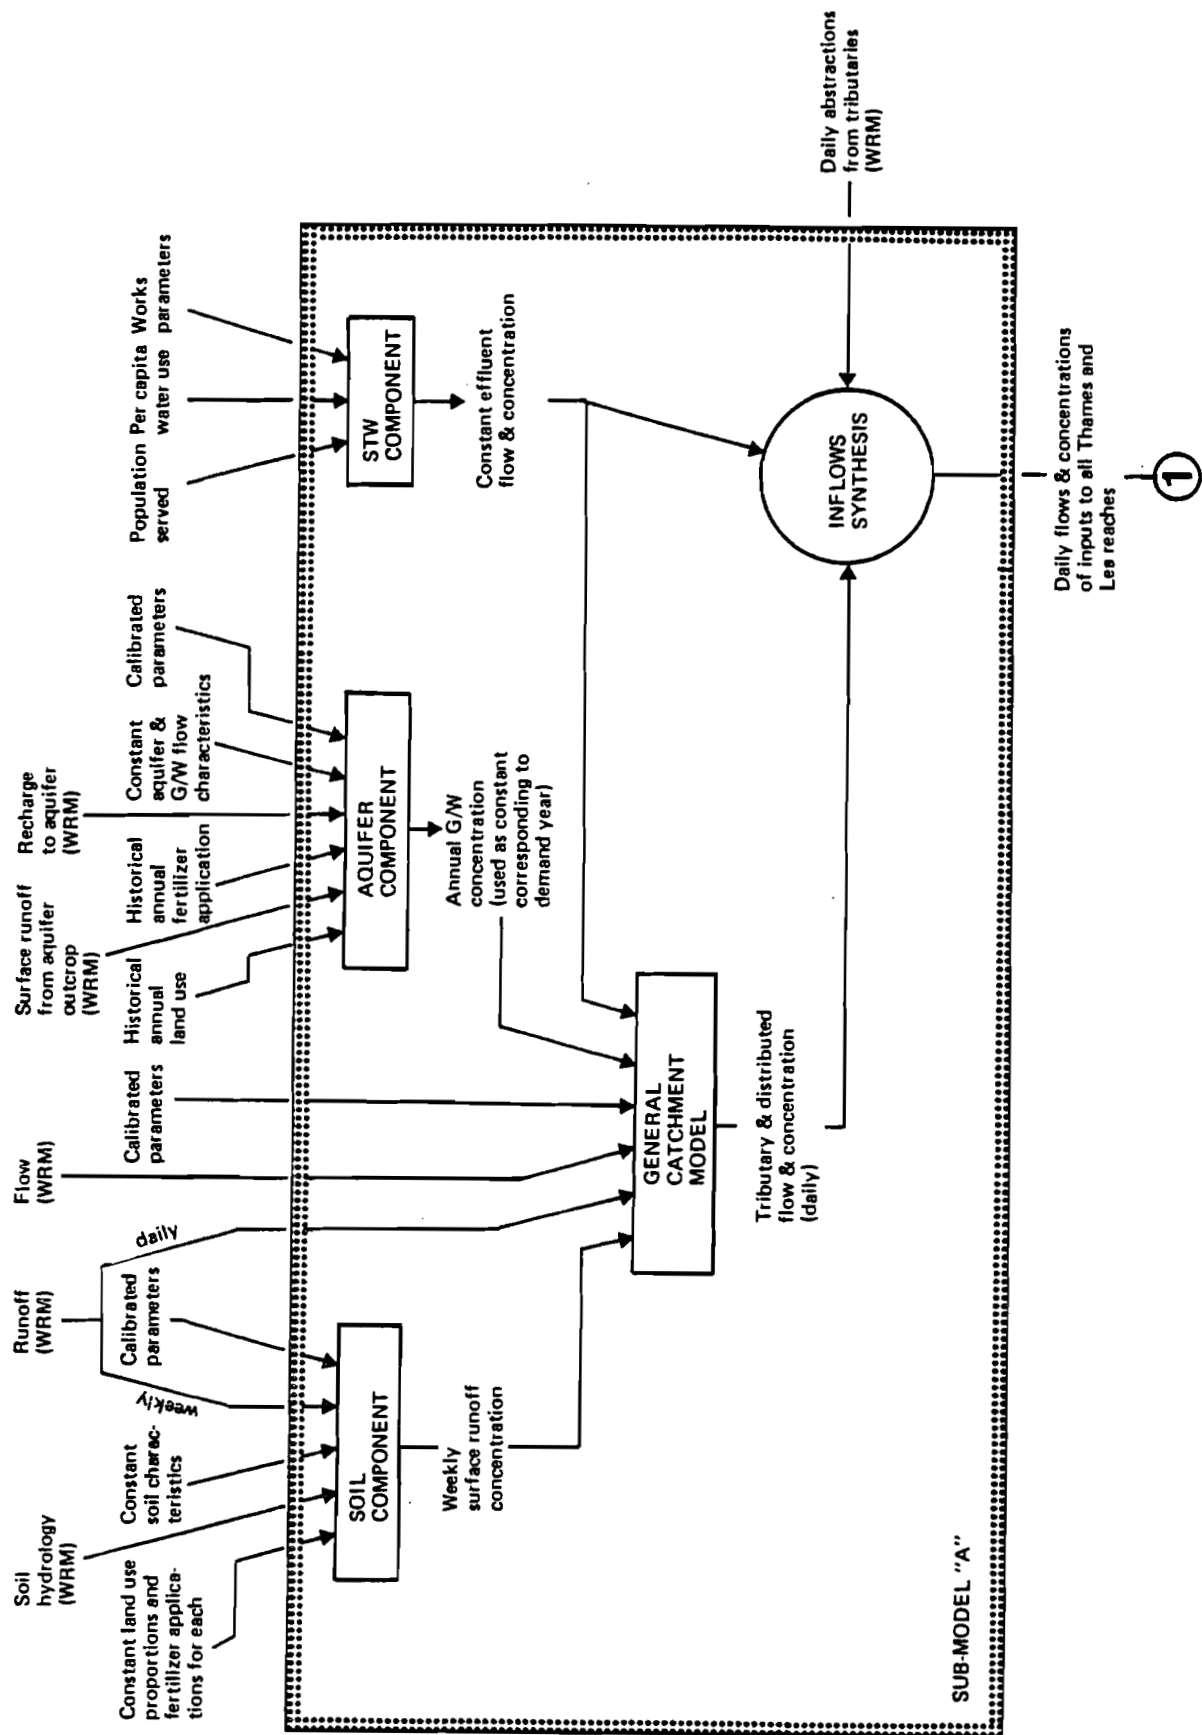 Soil
hydrology
(WRM)
Runoff
(WRM)
Flow
(WRM)
Surface runoff
from aquifer
outcrop
(WRM)
Recharge
to aquifer
(WRM)
Constant land use
proportions and
fertilizer applica-
tions for each
Constant
soil charac-
teristics
weekly
Calibrated
parameters
daily
Calibrated
parameters
Historical
annual
land use
Historical
annual
fertilizer
application
Constant
aquifer &
G/W flow
characteristics
Calibrated
parameters
Population
served
Per capita
water use
Works
parameters
SOIL
COMPONENT
AQUIFER
COMPONENT
STW
COMPONENT
Weekly
surface runoff
concentration
Annual G/W
concentration
(used as constant
corresponding to
demand year)
Constant effluent
flow & concentration
GENERAL
CATCHMENT
MODEL
Tributary & distributed
flow & concentration
(daily)
INFLOWS
SYNTHESIS
Daily abstractions
from tributaries
(WRM)
SUB-MODEL "A"
Daily flows & concentrations
of inputs to all Thames and
Lee reaches
1